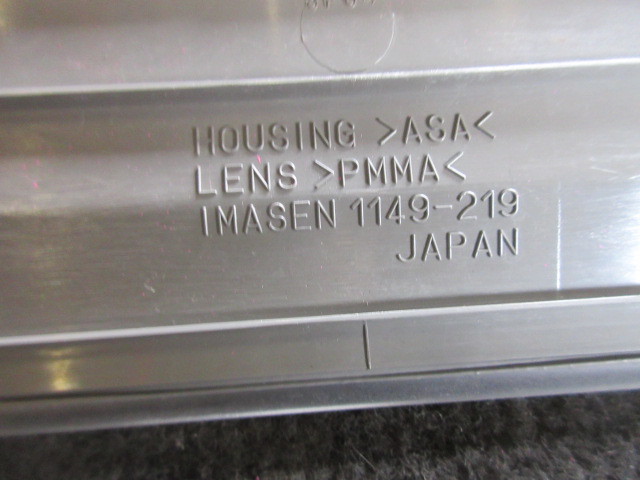 HOUSING >ASA<
LENS >PMMA<
IMASEN 1149-219
JAPAN